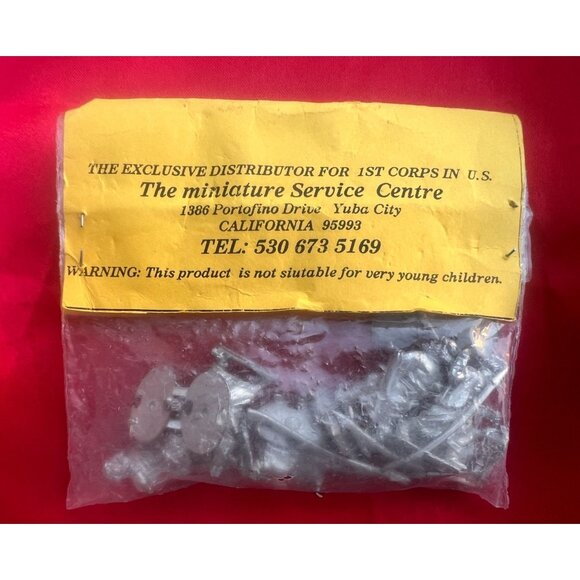 THE EXCLUSIVE DISTRIBUTOR FOR 1ST CORPS IN U.S.
The miniature Service Centre
1386 Portofino Drive Yuba City
CALIFORNIA 95993
TEL: 530 673 5169
WARNING: This product is not siutable for very young children.